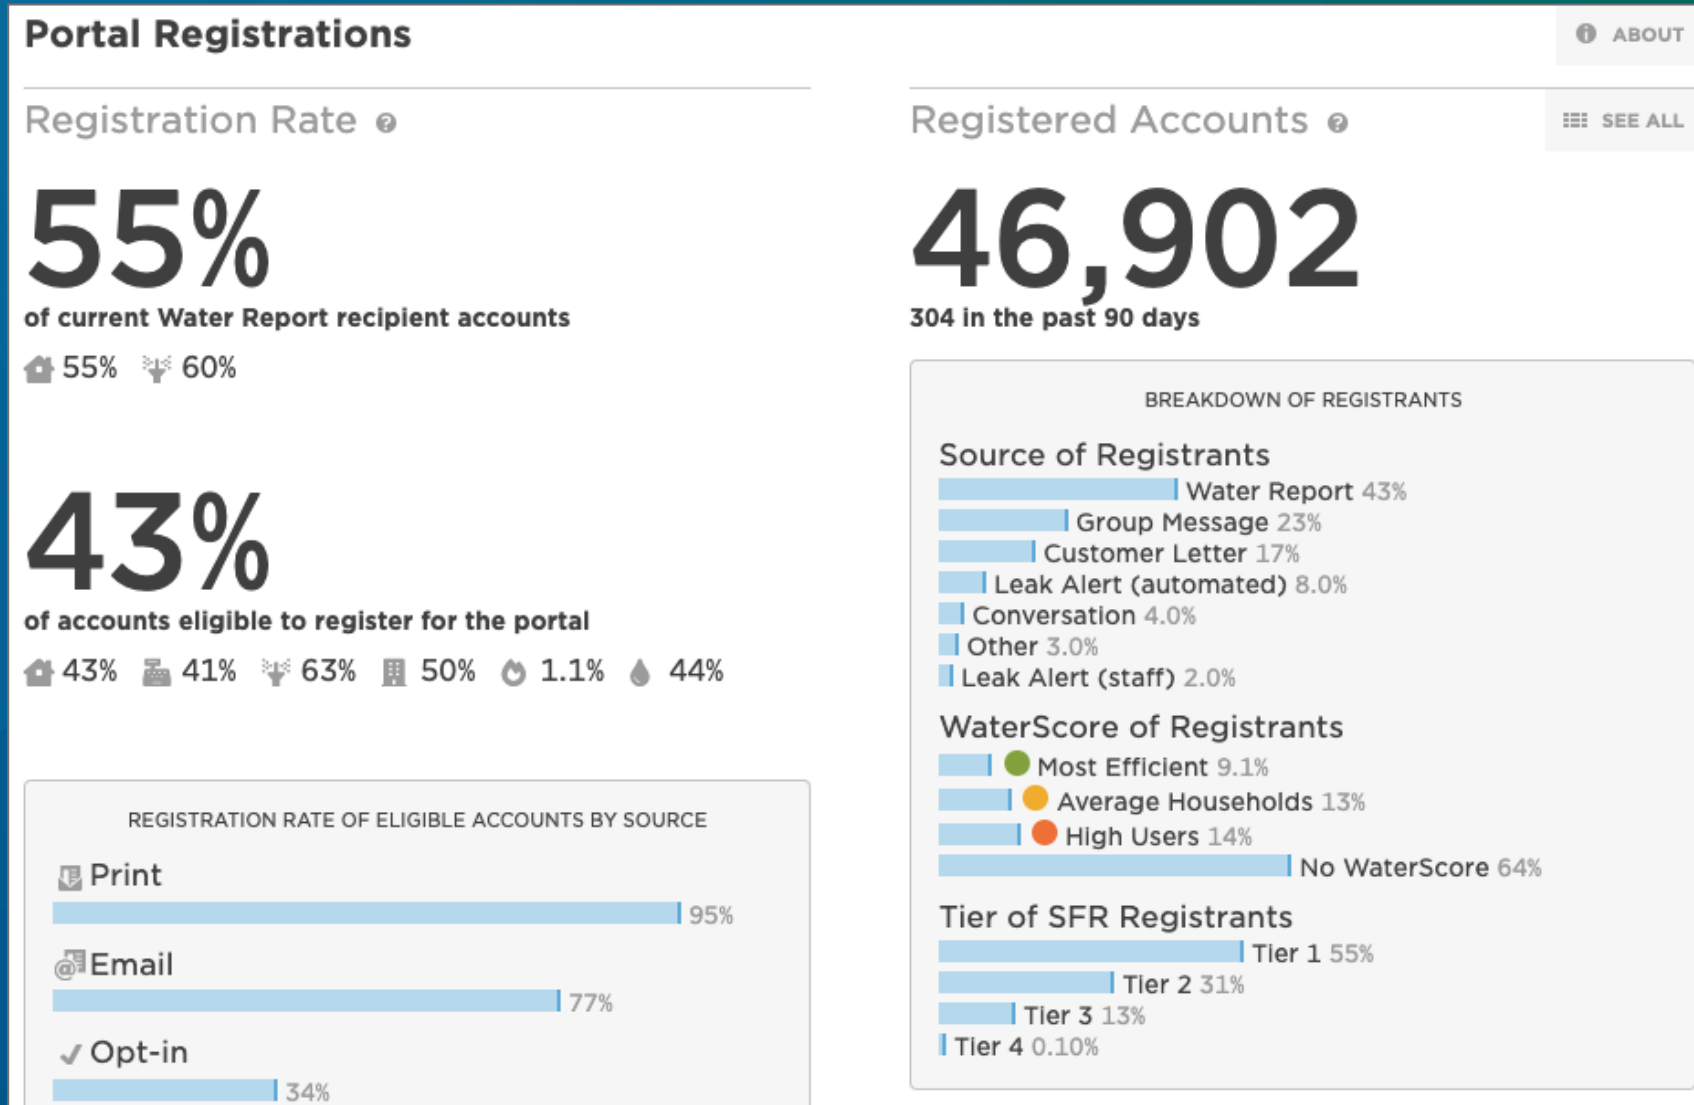 Portal Registrations
ABOUT
Registration Rate
55%
of current Water Report recipient accounts
55% 60%
43%
of accounts eligible to register for the portal
43% 41% 63% 50% 1.1% 44%
REGISTRATION RATE OF ELIGIBLE ACCOUNTS BY SOURCE
Print
95%
Email
77%
Opt-in
34%
Registered Accounts
SEE ALL
46,902
304 in the past 90 days
BREAKDOWN OF REGISTRANTS
Source of Registrants
Water Report 43%
Group Message 23%
Customer Letter 17%
Leak Alert (automated) 8.0%
Conversation 4.0%
Other 3.0%
Leak Alert (staff) 2.0%
WaterScore of Registrants
Most Efficient 9.1%
Average Households 13%
High Users 14%
No WaterScore 64%
Tier of SFR Registrants
Tier 1 55%
Tier 2 31%
Tier 3 13%
Tier 4 0.10%